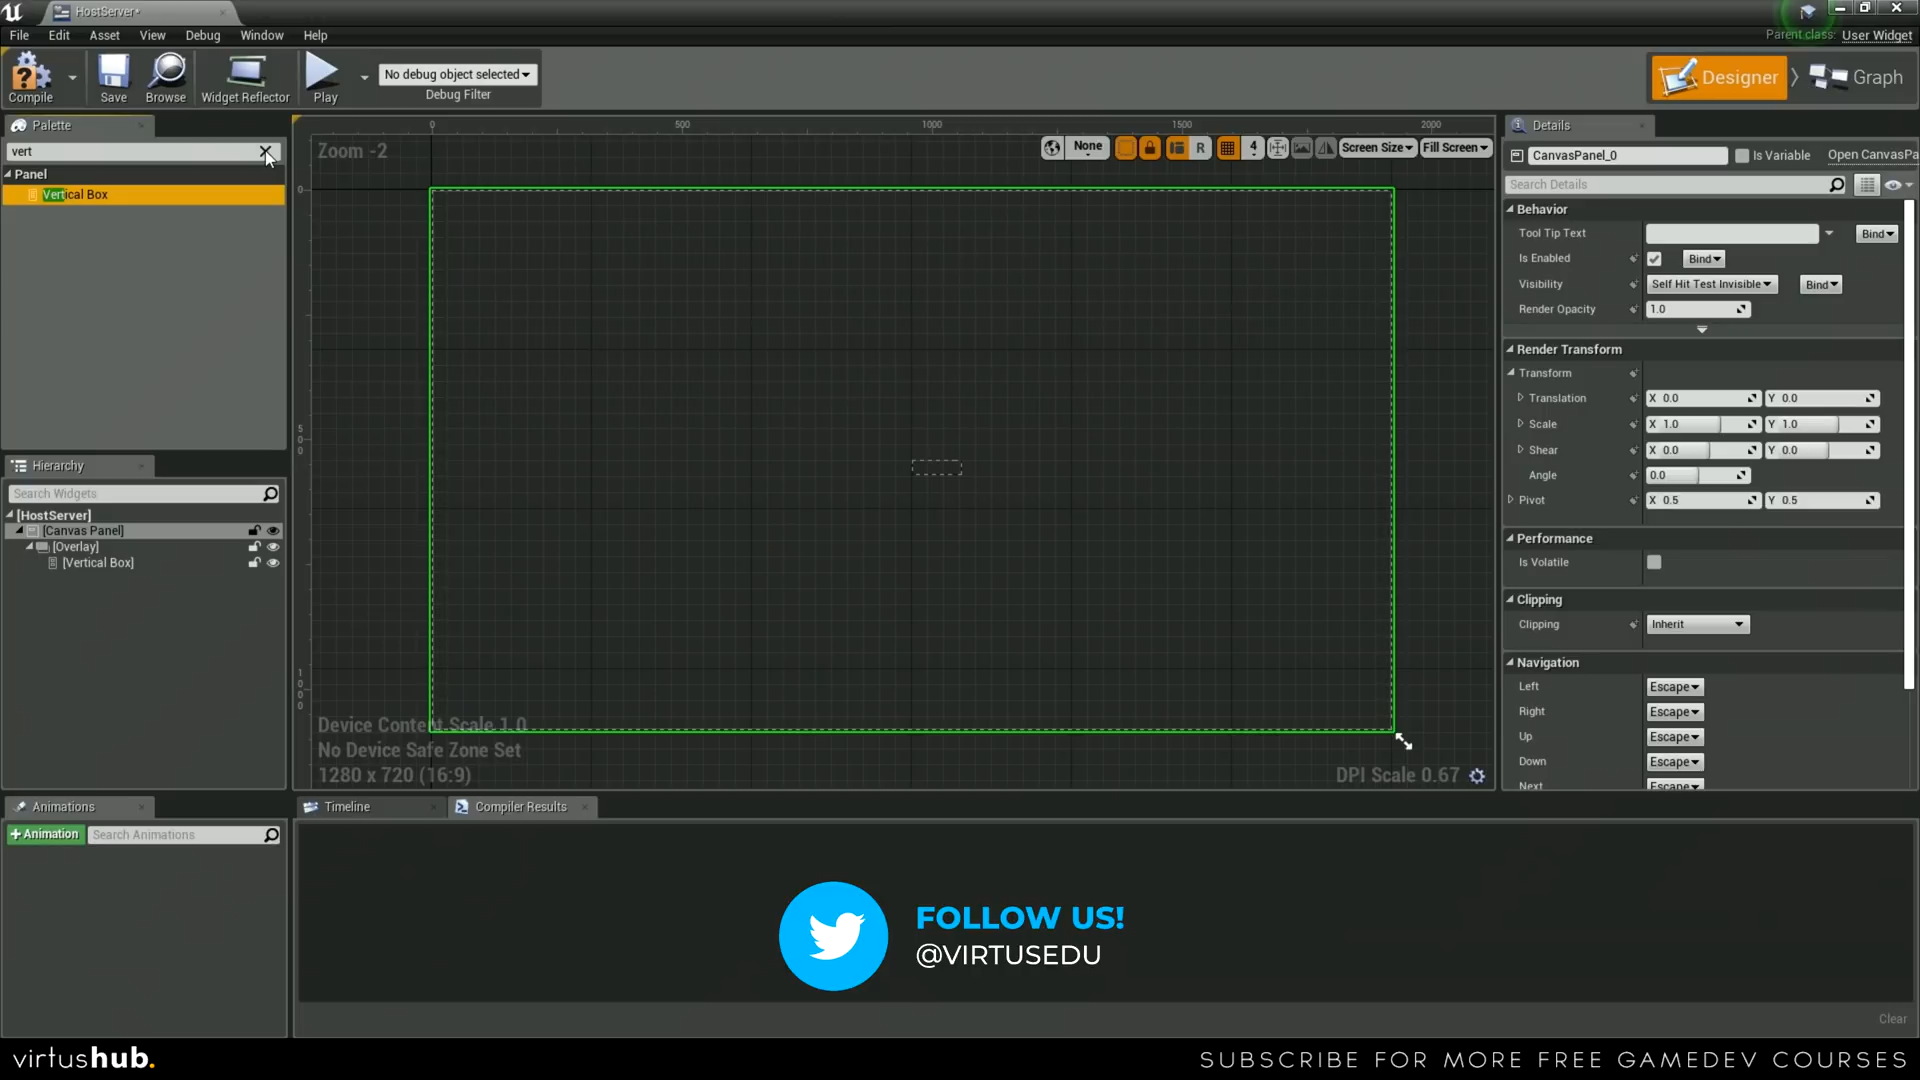 HostServer*
File Edit Asset View Debug Window Help
Parent class: User Widget
Compile
Save
Browse
Widget Reflector
Play
No debug object selected
Debug Filter
Designer
Graph
Palette
vert
Panel
Vertical Box
Hierarchy
Search Widgets
[HostServer]
[Canvas Panel]
[Overlay]
[Vertical Box]
Animations
+Animation
Search Animations
0 500 1000 1500 2000
Zoom -2
None
R
4
Screen Size
Fill Screen
0
500
1000
Device Content Scale 1.0
No Device Safe Zone Set
1280 x 720 (16:9)
DPI Scale 0.67
Timeline
Compiler Results
FOLLOW US!
@VIRTUSEDU
Clear
Details
CanvasPanel_0
Is Variable
Open CanvasPa
Search Details
Behavior
Tool Tip Text
Bind
Is Enabled
Bind
Visibility
Self Hit Test Invisible
Bind
Render Opacity
1.0
Render Transform
Transform
Translation X 0.0 Y 0.0
Scale X 1.0 Y 1.0
Shear X 0.0 Y 0.0
Angle 0.0
Pivot X 0.5 Y 0.5
Performance
Is Volatile
Clipping
Clipping Inherit
Navigation
Left Escape
Right Escape
Up Escape
Down Escape
Next Escape
virtushub.
SUBSCRIBE FOR MORE FREE GAMEDEV COURSES